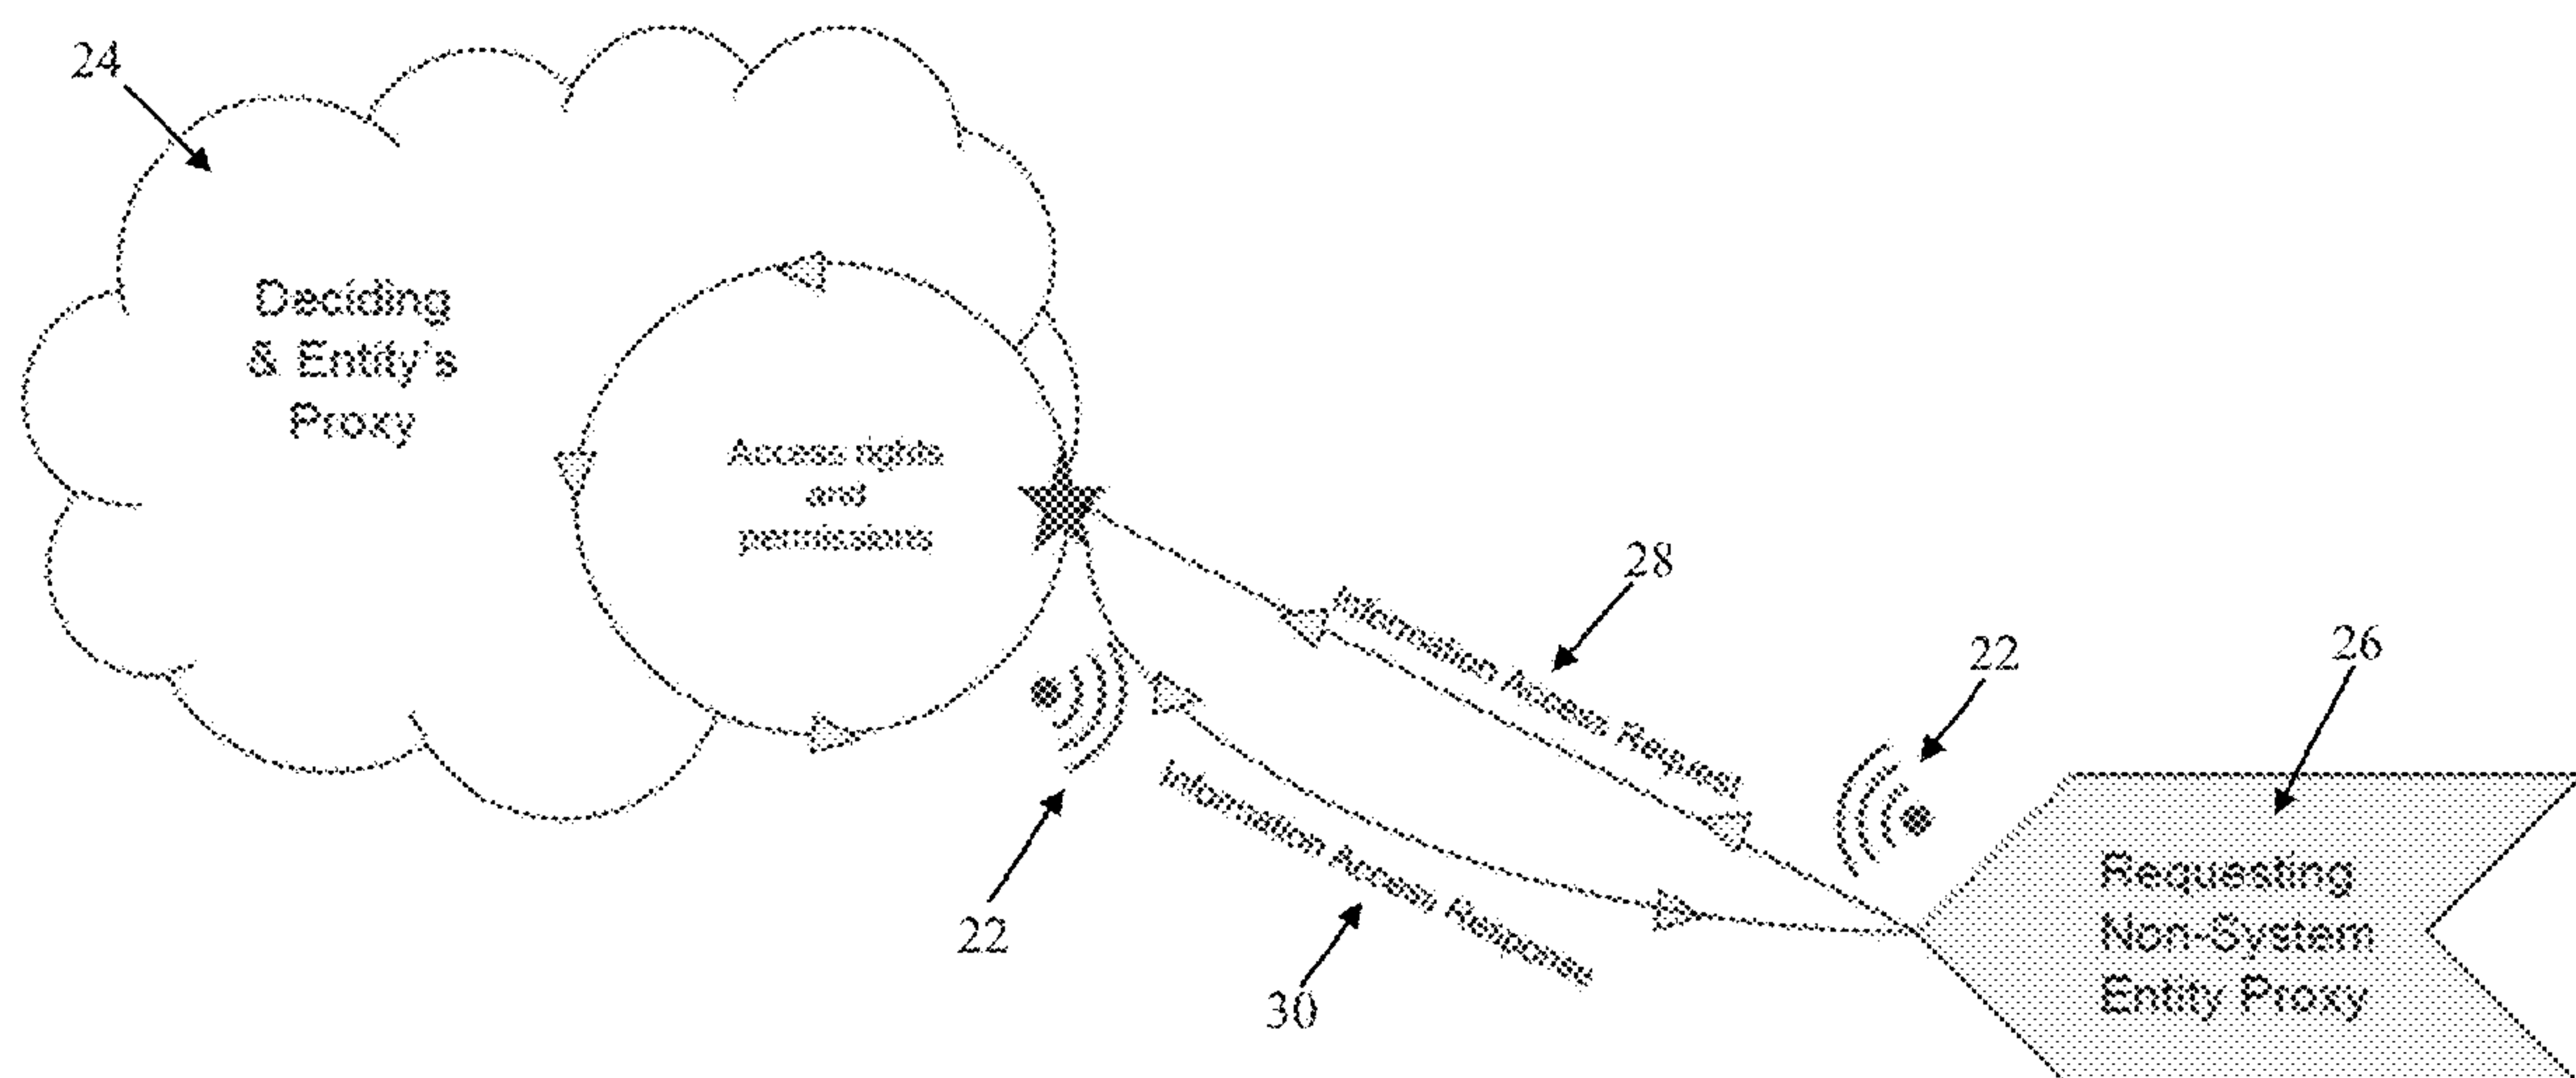 24
Deciding
& Entity's
Proxy
Access rights
and
permissions
28
Information Access Request
22
26
Information Access Response
22
30
Requesting
Non-System
Entity Proxy